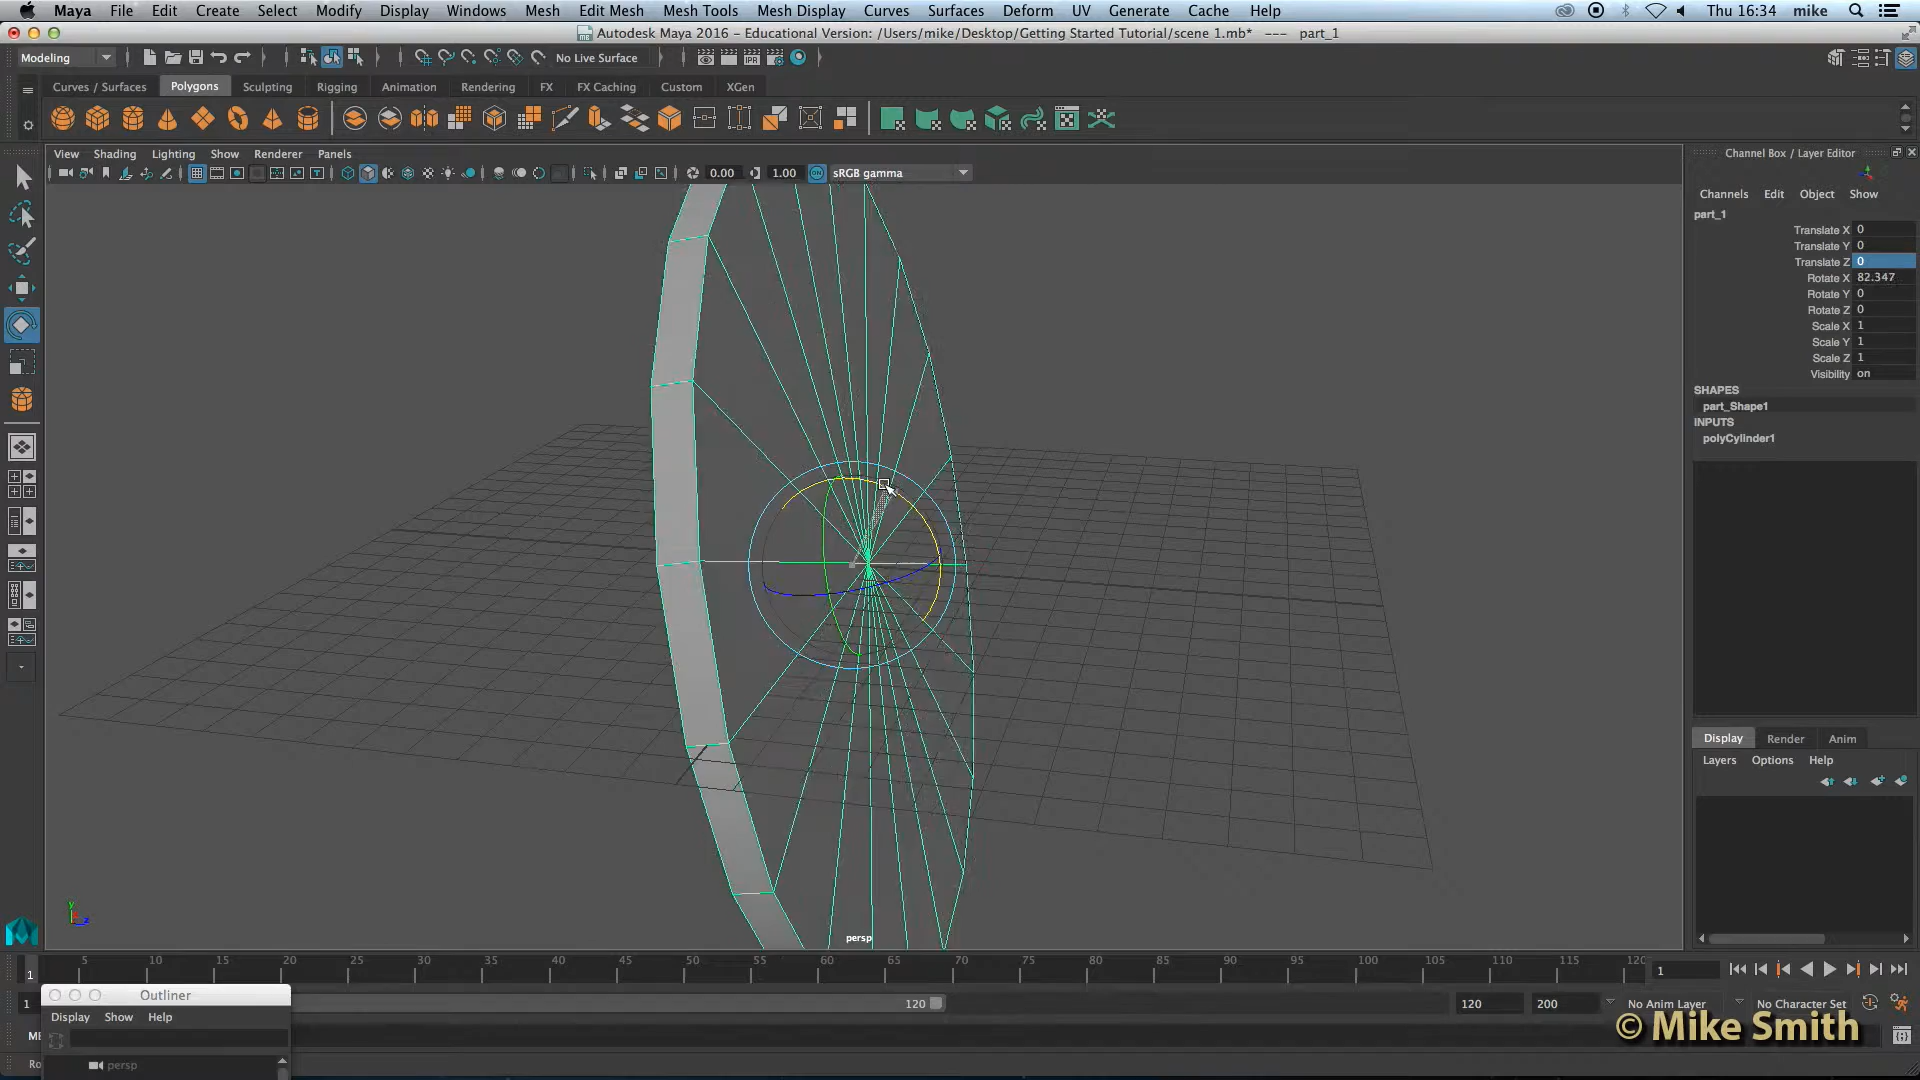 Maya File Edit Create Select Modify Display Windows Mesh Edit Mesh Mesh Tools Mesh Display Curves Surfaces Deform UV Generate Cache Help Thu 16:34 mike
Autodesk Maya 2016 - Educational Version: /Users/mike/Desktop/Getting Started Tutorial/scene 1.mb* --- part_1
Modeling No Live Surface
Curves / Surfaces Polygons Sculpting Rigging Animation Rendering FX FX Caching Custom XGen
View Shading Lighting Show Renderer Panels
0.00 1.00 ON sRGB gamma
Channel Box / Layer Editor
Channels Edit Object Show
part_1
Translate X 0
Translate Y 0
Translate Z 0
Rotate X 82.347
Rotate Y 0
Rotate Z 0
Scale X 1
Scale Y 1
Scale Z 1
Visibility on
SHAPES
part_Shape1
INPUTS
polyCylinder1
Display Render Anim
Layers Options Help
y
z
persp
5 10 15 20 25 30 35 40 45 50 55 60 65 70 75 80 85 90 95 100 105 110 115 120
1
1
1
120
120
200
No Anim Layer
No Character Set
Outliner
Display Show Help
persp
ME
Ro
© Mike Smith